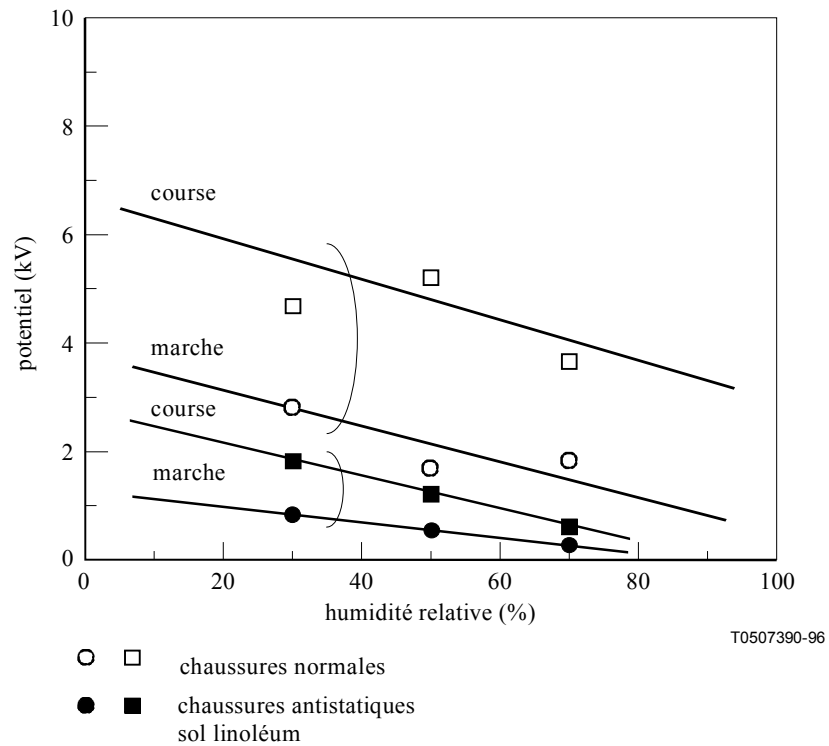 10
8
6
4
2
0
potentiel (kV)
course
marche
course
marche
0 20 40 60 80 100
humidité relative (%)
T0507390-96
chaussures normales
chaussures antistatiques
sol linoléum